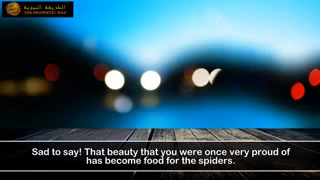 الطريقة النبوية
THE PROPHETIC WAY
Sad to say! That beauty that you were once very proud of
has become food for the spiders.